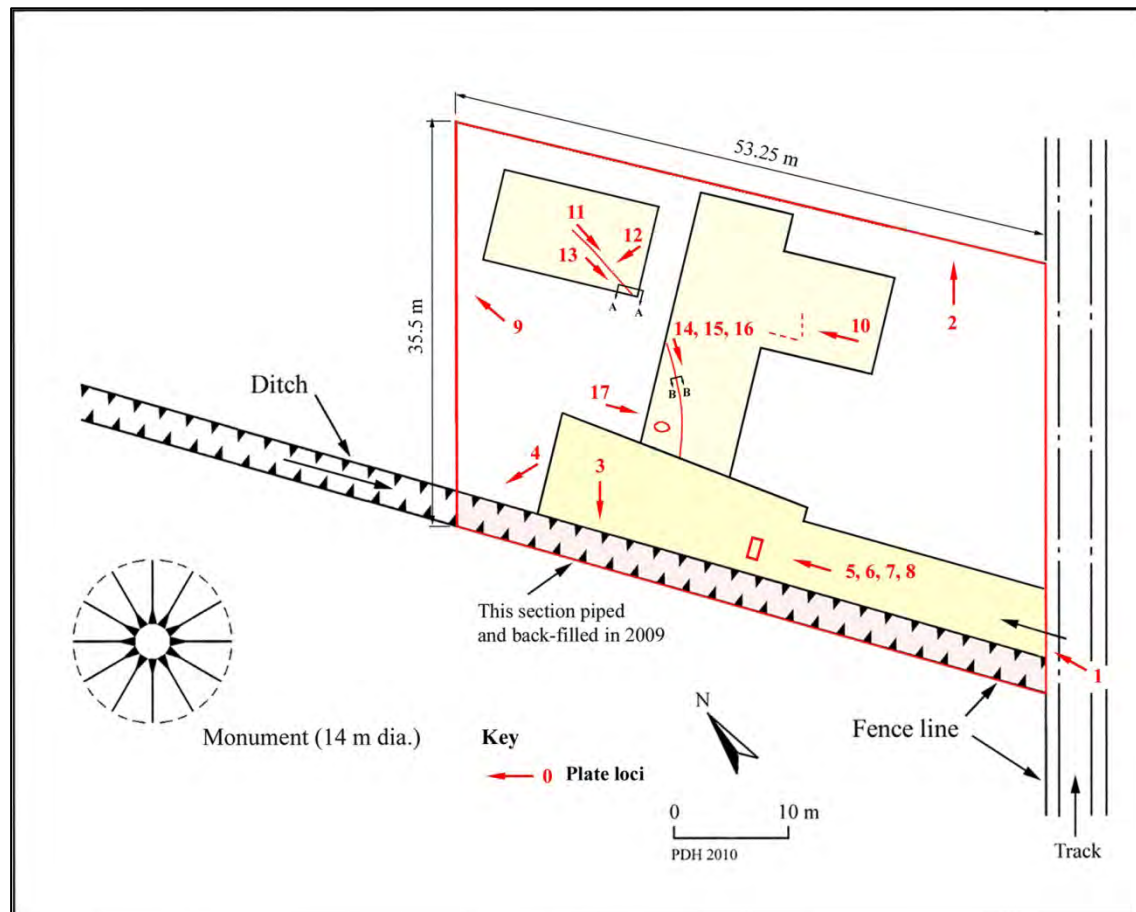 53.25 m
35.5 m
11
12
13
A A
9
2
14, 15, 16
10
B B
17
Ditch
4
3
5, 6, 7, 8
This section piped
and back-filled in 2009
1
N
Monument (14 m dia.)
Key
0 Plate loci
Fence line
0 10 m
PDH 2010
Track